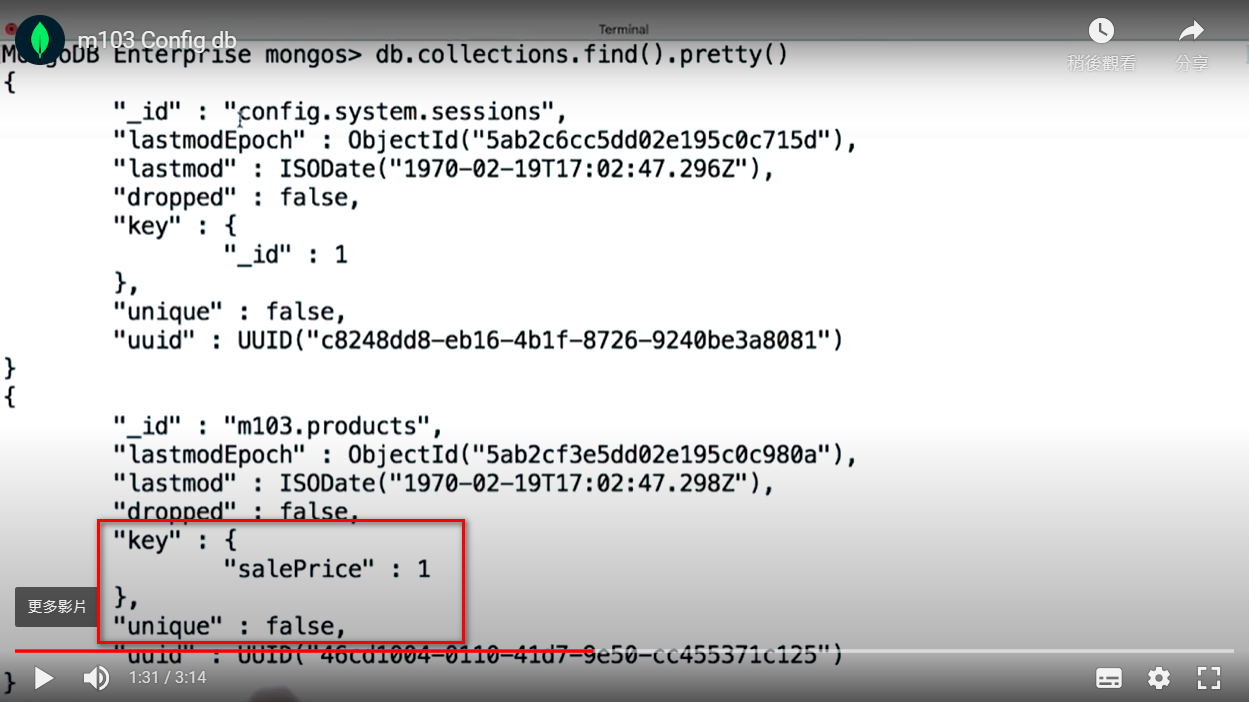 Terminal
m103 Config db
稍後觀看
分享
MongoDB Enterprise mongos> db.collections.find().pretty()
{
"_id" : "config.system.sessions",
"lastmodEpoch" : ObjectId("5ab2c6cc5dd02e195c0c715d"),
"lastmod" : ISODate("1970-02-19T17:02:47.296Z"),
"dropped" : false,
"key" : {
"_id" : 1
},
"unique" : false,
"uuid" : UUID("c8248dd8-eb16-4b1f-8726-9240be3a8081")
}
{
"_id" : "m103.products",
"lastmodEpoch" : ObjectId("5ab2cf3e5dd02e195c0c980a"),
"lastmod" : ISODate("1970-02-19T17:02:47.298Z"),
"dropped" : false,
"key" : {
"salePrice" : 1
},
更多影片
"unique" : false,
"uuid" : UUID("46cd1004-0110-41d7-9e50-cc455371c125")
}
1:31 / 3:14